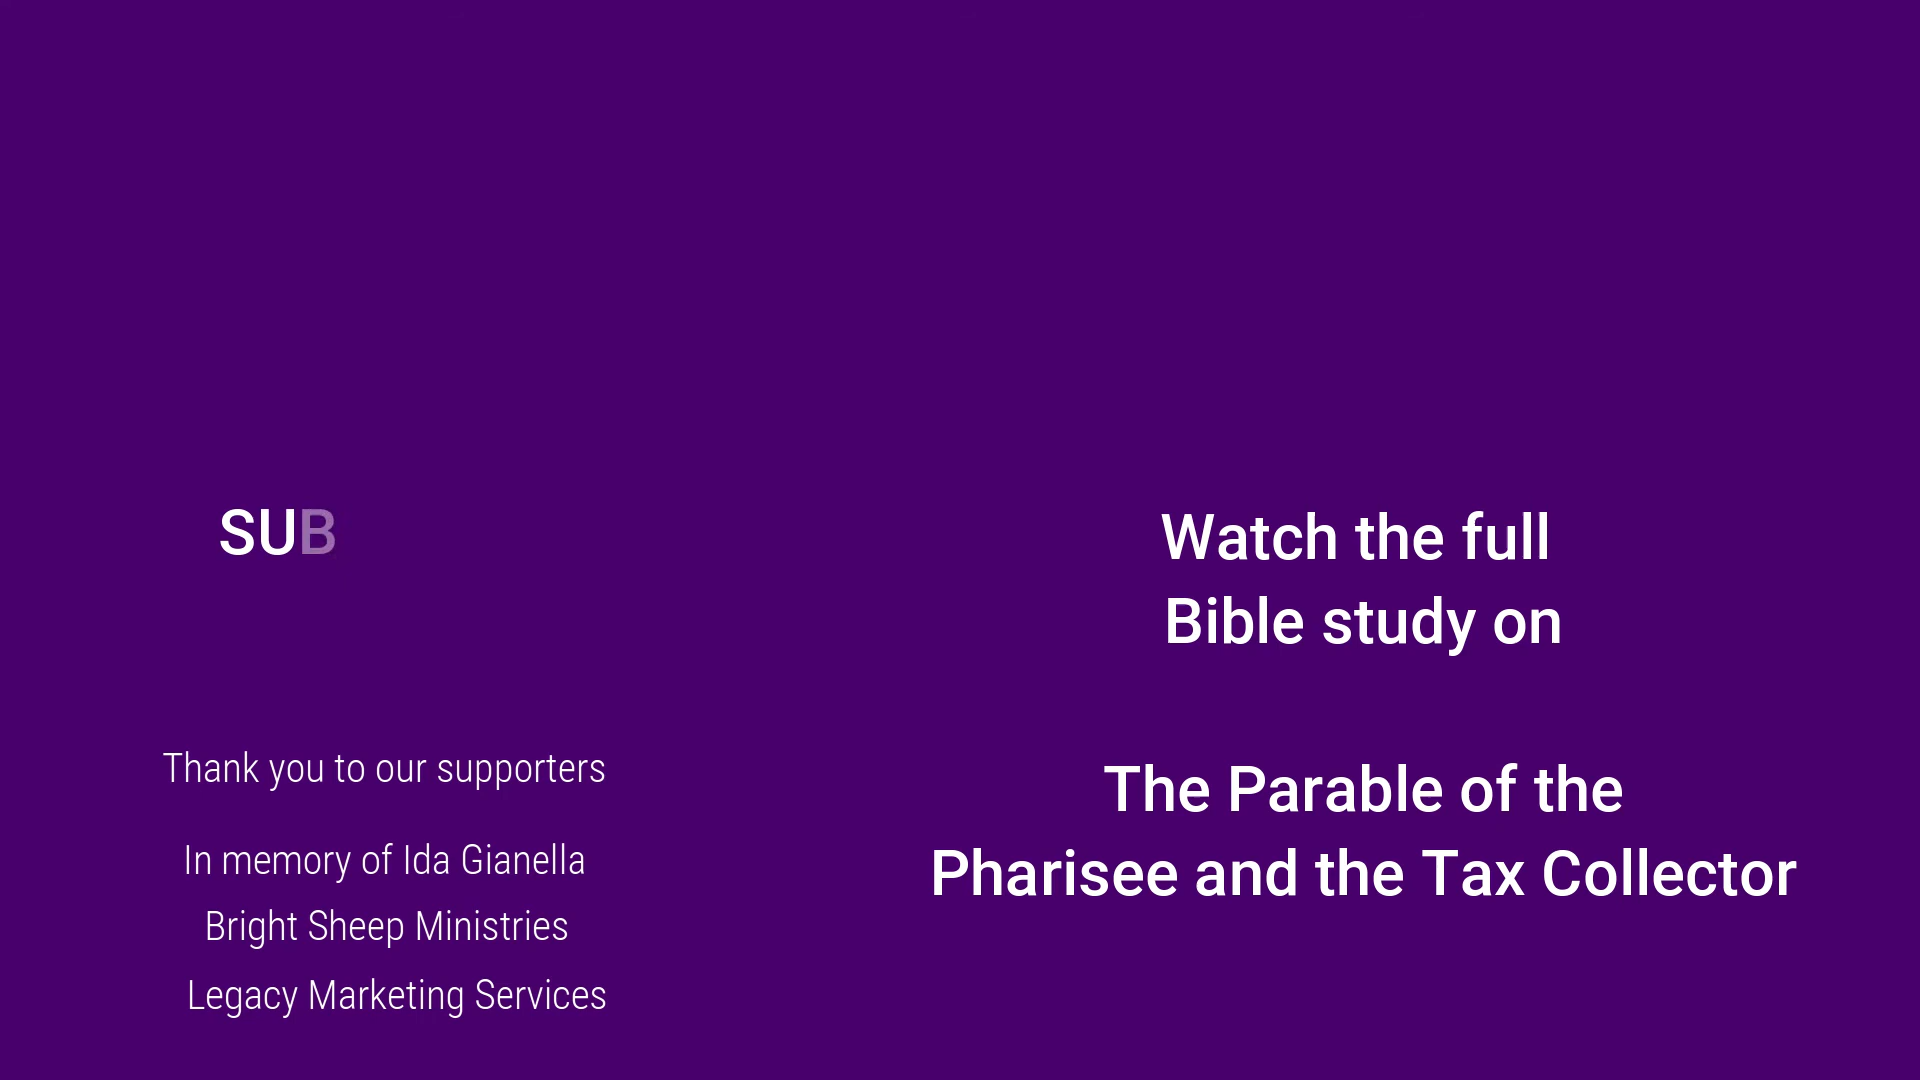 SUB
Thank you to our supporters
In memory of Ida Gianella
Bright Sheep Ministries
Legacy Marketing Services
Watch the full
Bible study on
The Parable of the
Pharisee and the Tax Collector